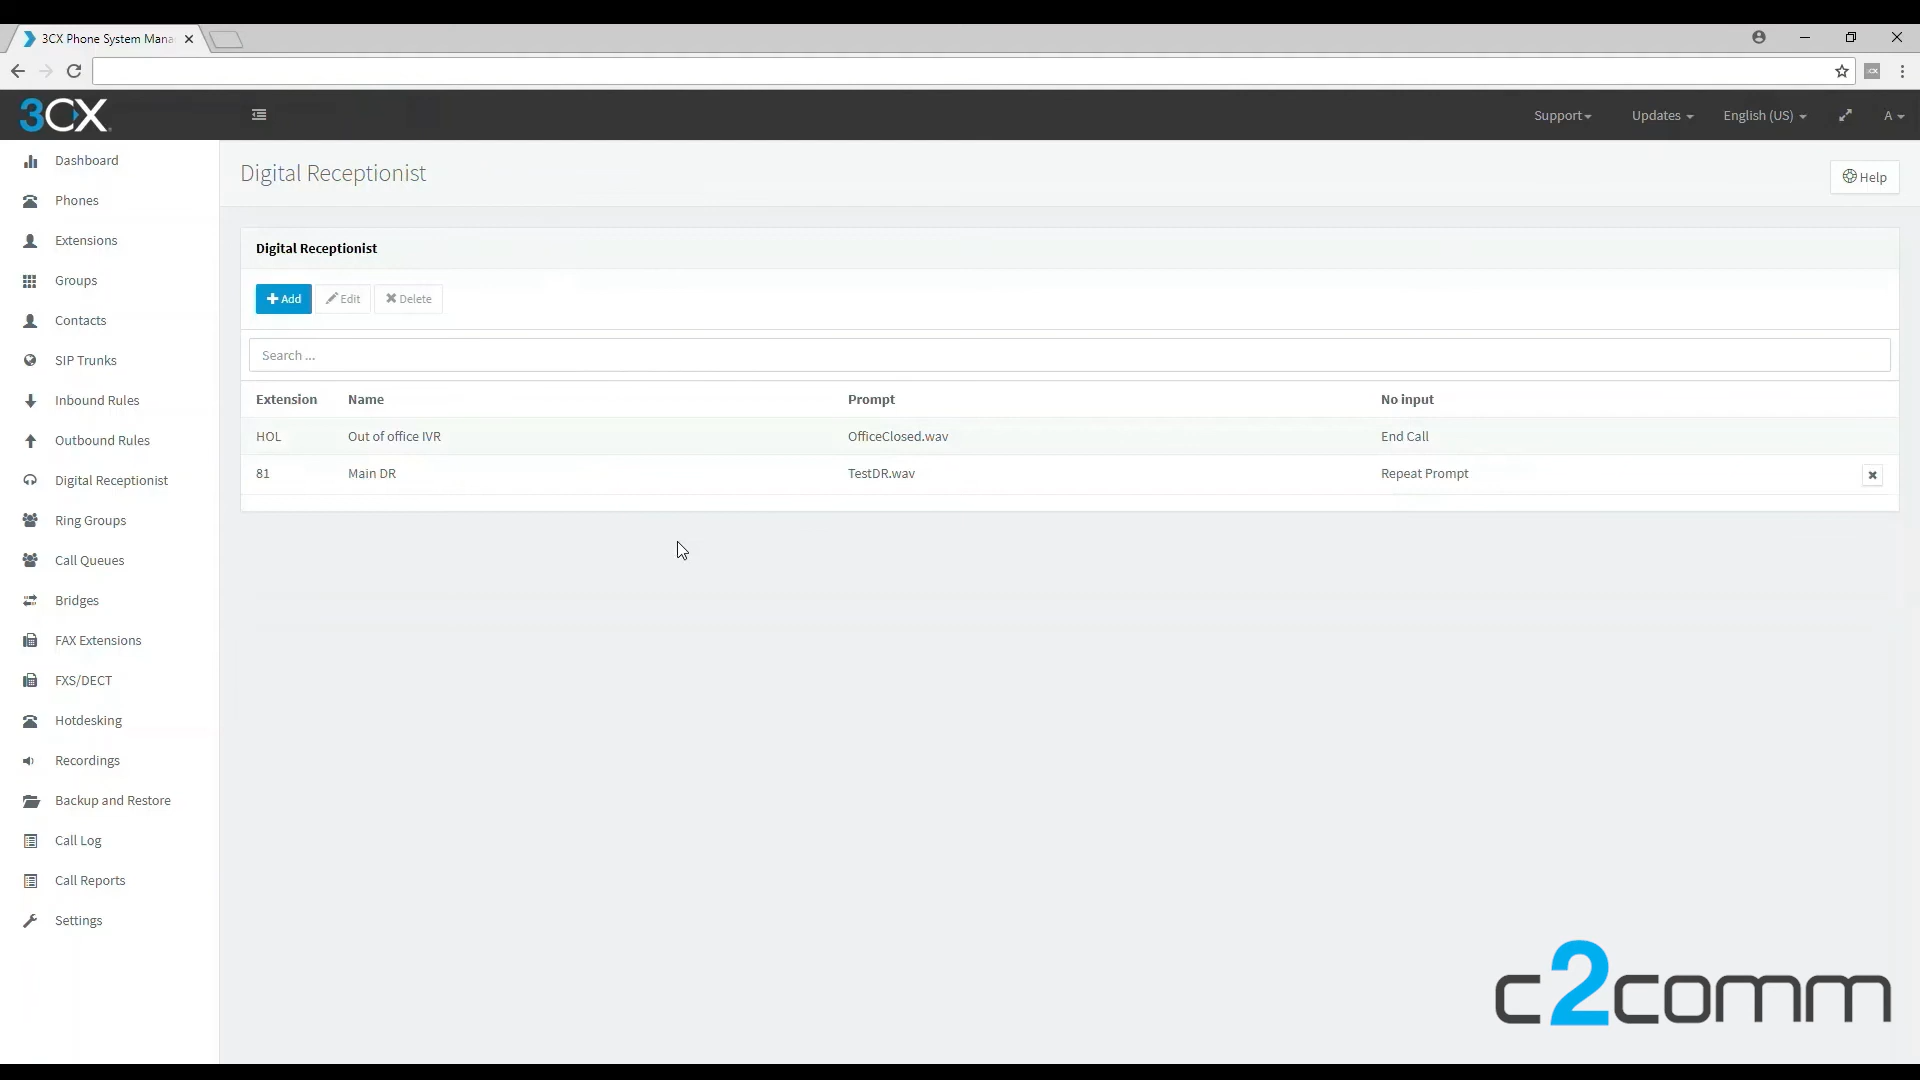 3CX Phone System Mana
3CX
Support
Updates
English (US)
A
Dashboard
Phones
Extensions
Groups
Contacts
SIP Trunks
Inbound Rules
Outbound Rules
Digital Receptionist
Ring Groups
Call Queues
Bridges
FAX Extensions
FXS/DECT
Hotdesking
Recordings
Backup and Restore
Call Log
Call Reports
Settings
Digital Receptionist
Help
Digital Receptionist
Add Edit Delete
Search ...
Extension Name Prompt No input
HOL Out of office IVR OfficeClosed.wav End Call
81 Main DR TestDR.wav Repeat Prompt
c2comm